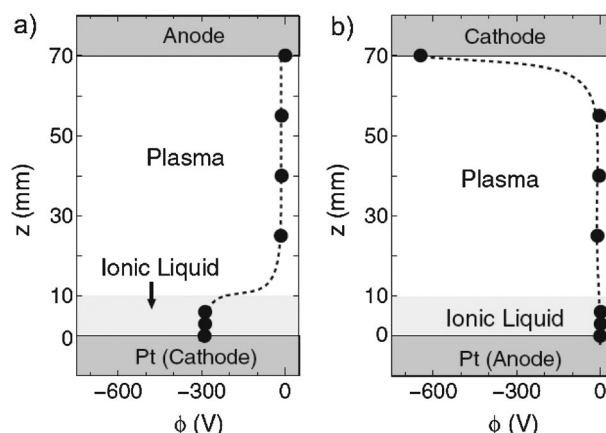 a)
Anode
70
50
30
10
0
z (mm)
Plasma
Ionic Liquid
Pt (Cathode)
−600 −300 0
ϕ (V)
b)
Cathode
70
50
30
10
0
z (mm)
Plasma
Ionic Liquid
Pt (Anode)
−600 −300 0
ϕ (V)